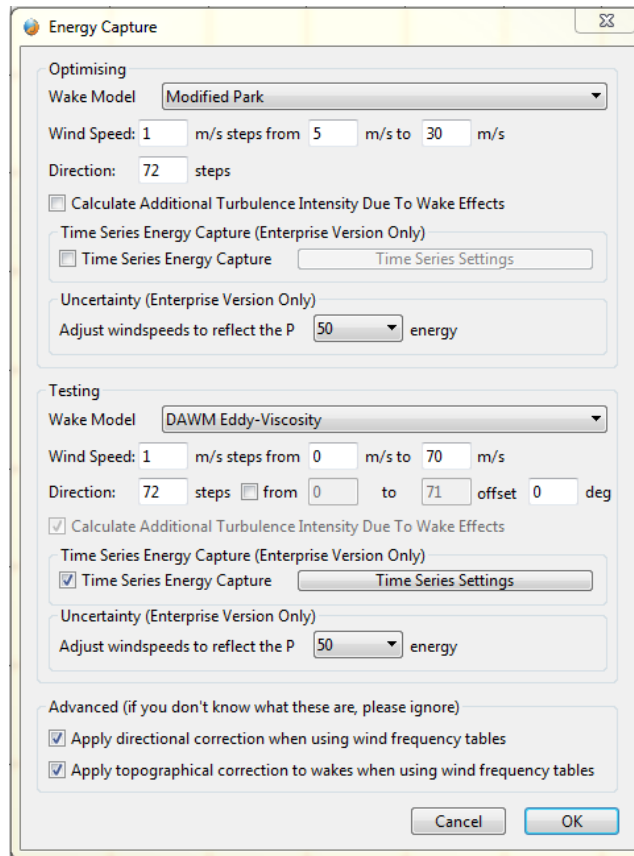 Energy Capture
Optimising
Wake Model Modified Park
Wind Speed: 1 m/s steps from 5 m/s to 30 m/s
Direction: 72 steps
Calculate Additional Turbulence Intensity Due To Wake Effects
Time Series Energy Capture (Enterprise Version Only)
Time Series Energy Capture Time Series Settings
Uncertainty (Enterprise Version Only)
Adjust windspeeds to reflect the P 50 energy
Testing
Wake Model DAWM Eddy-Viscosity
Wind Speed: 1 m/s steps from 0 m/s to 70 m/s
Direction: 72 steps from 0 to 71 offset 0 deg
Calculate Additional Turbulence Intensity Due To Wake Effects
Time Series Energy Capture (Enterprise Version Only)
Time Series Energy Capture Time Series Settings
Uncertainty (Enterprise Version Only)
Adjust windspeeds to reflect the P 50 energy
Advanced (if you don't know what these are, please ignore)
Apply directional correction when using wind frequency tables
Apply topographical correction to wakes when using wind frequency tables
Cancel OK